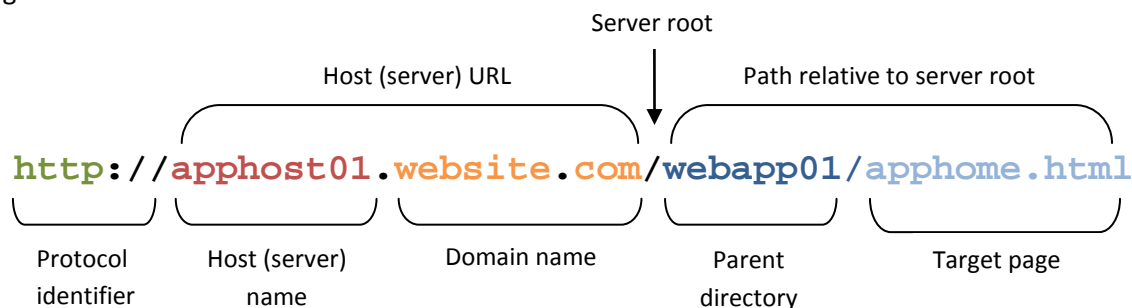 Server root
Host (server) URL
Path relative to server root
http://apphost01.website.com/webapp01/apphome.html
Protocol
identifier
Host (server)
name
Domain name
Parent
directory
Target page